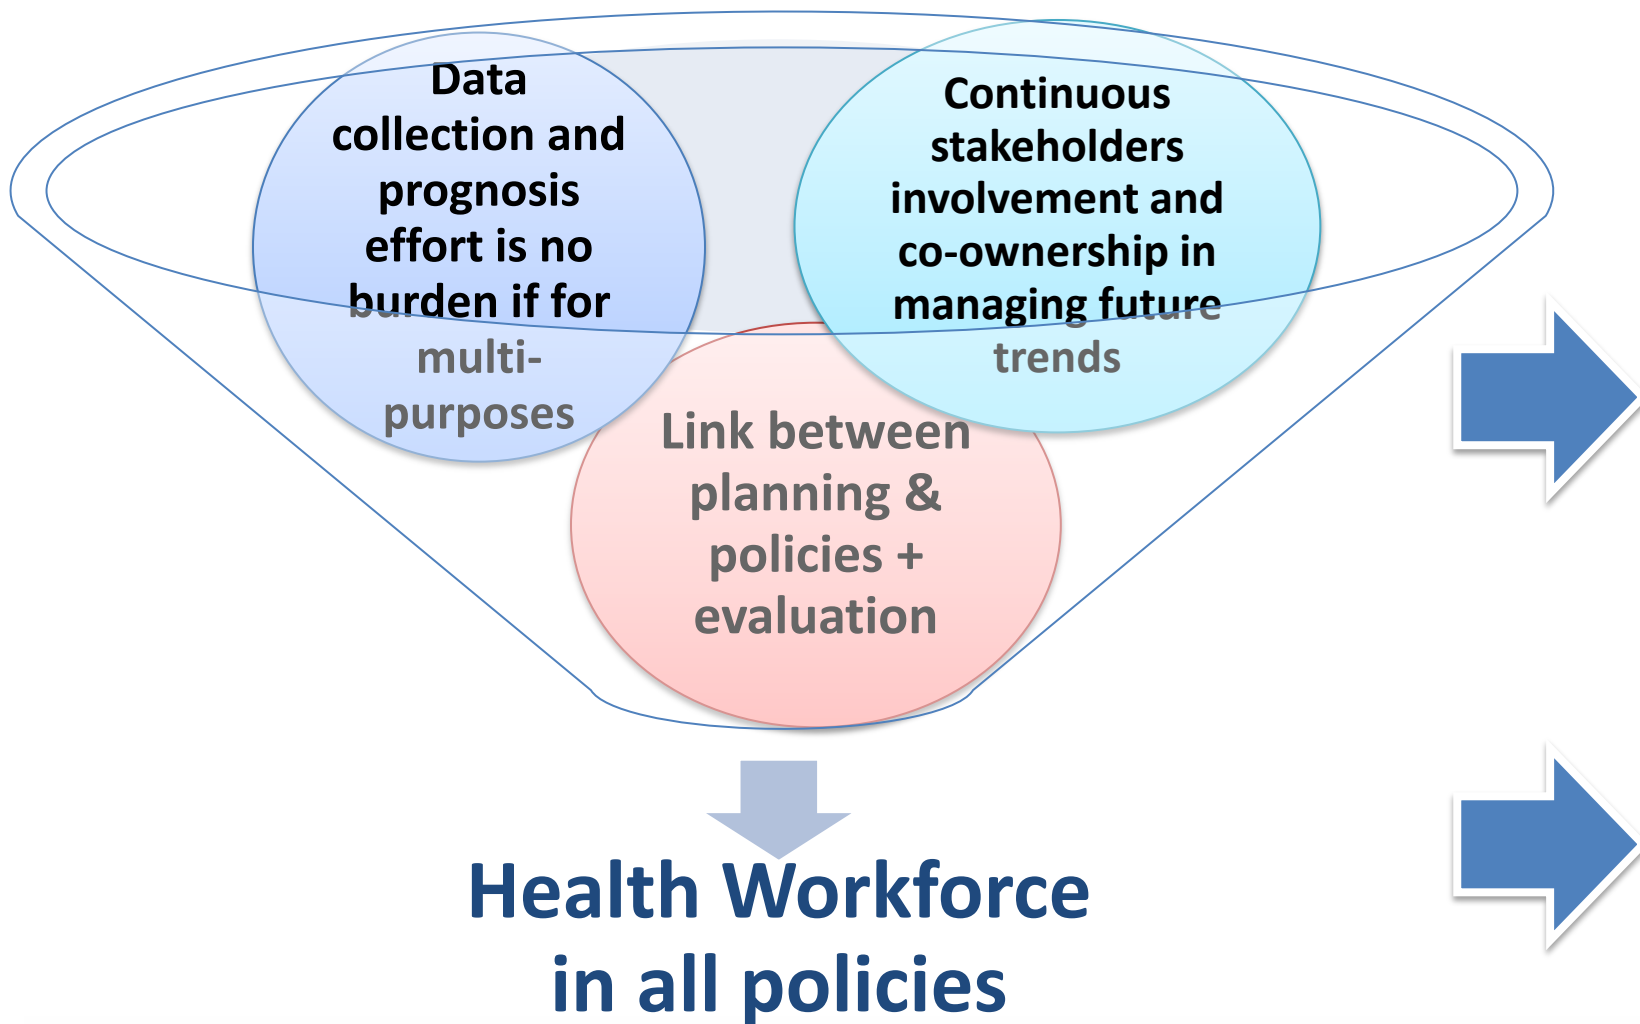 Data
collection and
prognosis
effort is no
burden if for
multi-
purposes
Continuous
stakeholders
involvement and
co-ownership in
managing future
trends
Link between
planning &
policies +
evaluation
Health Workforce
in all policies